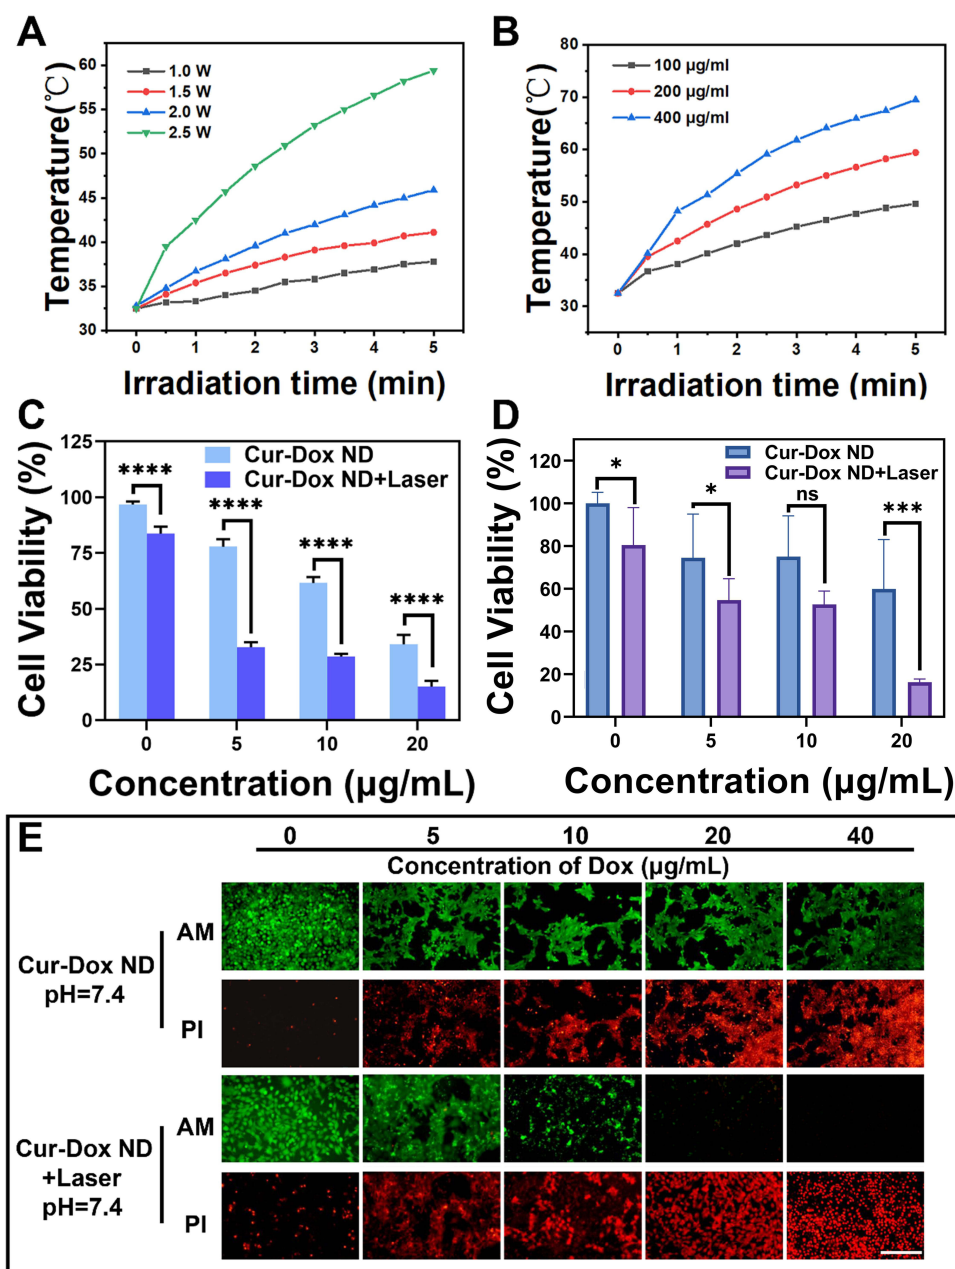 A
Temperature(℃)
60
55
50
45
40
35
30
1.0 W
1.5 W
2.0 W
2.5 W
0 1 2 3 4 5
Irradiation time (min)
B
Temperature(℃)
80
70
60
50
40
30
100 µg/ml
200 µg/ml
400 µg/ml
0 1 2 3 4 5
Irradiation time (min)
C
Cell Viability (%)
125
100
75
50
25
0
Cur-Dox ND
Cur-Dox ND+Laser
****
****
****
****
0 5 10 20
Concentration (µg/mL)
D
Cell Viability (%)
120
100
80
60
40
20
0
Cur-Dox ND
Cur-Dox ND+Laser
*
*
ns
***
0 5 10 20
Concentration (µg/mL)
E
0 5 10 20 40
Concentration of Dox (µg/mL)
Cur-Dox ND
pH=7.4
AM
PI
Cur-Dox ND
+Laser
pH=7.4
AM
PI